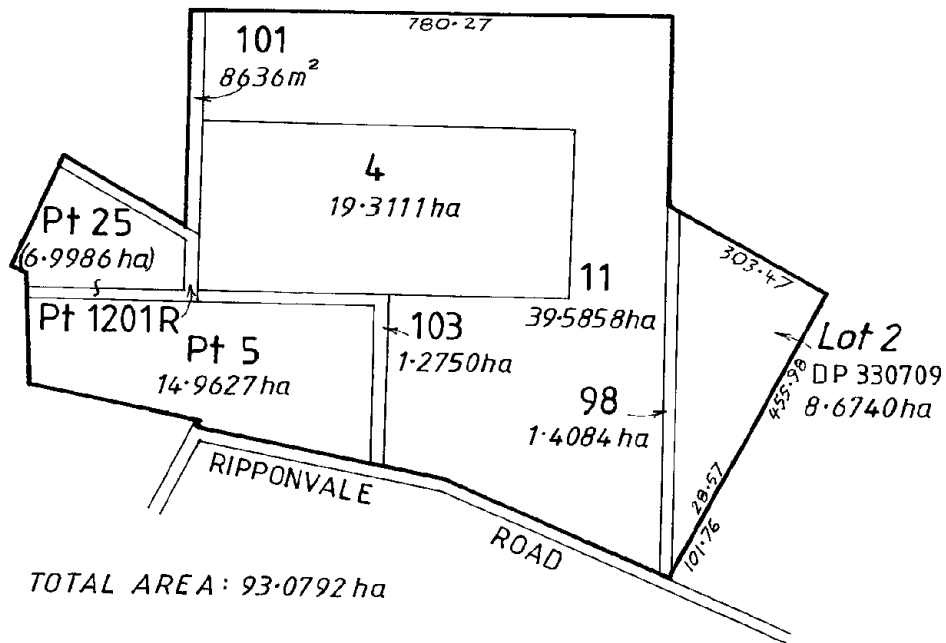 780·27
101
8636m²
4
19·3111ha
Pt 25
(6·9986 ha)
303·47
11
39·5858ha
Pt 1201R
103
1·2750ha
Lot 2
DP 330709
8·6740ha
Pt 5
14·9627ha
455·98
98
1·4084 ha
28·57
101·76
RIPPONVALE
ROAD
TOTAL AREA: 93·0792 ha